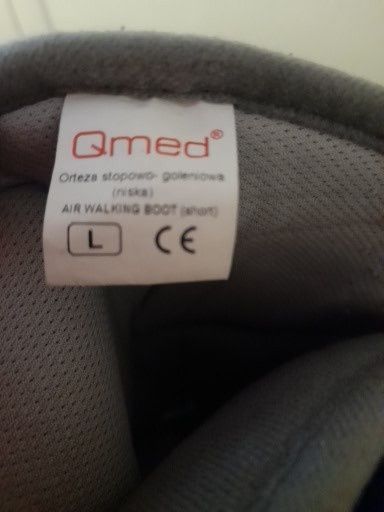 Qmed®
Orteza stopowo- goleniowa
(niska)
AIR WALKING BOOT (short)
L CE